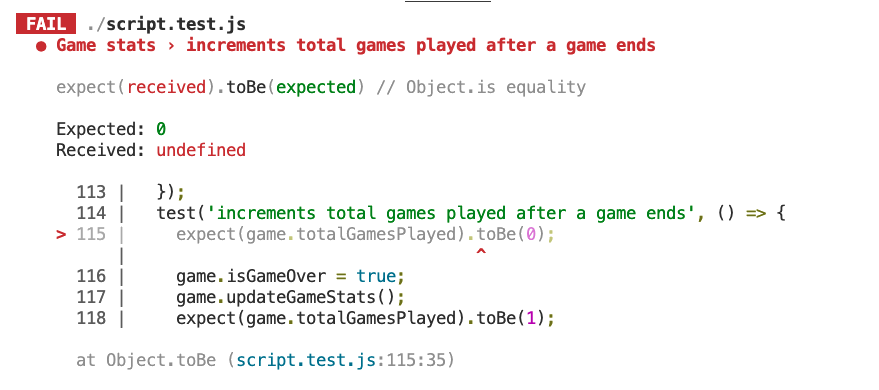 FAIL ./script.test.js
● Game stats › increments total games played after a game ends
expect(received).toBe(expected) // Object.is equality
Expected: 0
Received: undefined
113 |   });
114 |   test('increments total games played after a game ends', () => {
> 115 |     expect(game.totalGamesPlayed).toBe(0);
|                                   ^
116 |     game.isGameOver = true;
117 |     game.updateGameStats();
118 |     expect(game.totalGamesPlayed).toBe(1);
at Object.toBe (script.test.js:115:35)